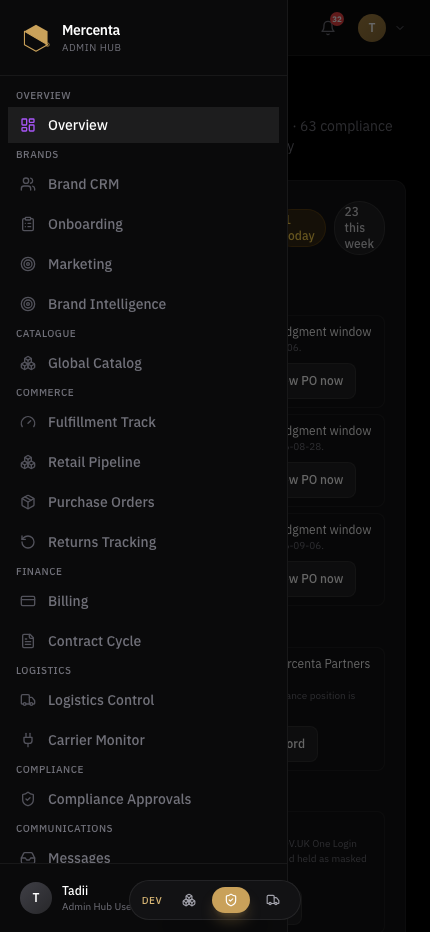 Mercenta
ADMIN HUB
32
T
OVERVIEW
Overview
BRANDS
Brand CRM
Onboarding
Marketing
Brand Intelligence
CATALOGUE
Global Catalog
COMMERCE
Fulfillment Track
Retail Pipeline
Purchase Orders
Returns Tracking
FINANCE
Billing
Contract Cycle
LOGISTICS
Logistics Control
Carrier Monitor
COMPLIANCE
Compliance Approvals
COMMUNICATIONS
Messages
T
Tadii
Admin Hub Use
DEV
· 63 compliance
y
oday
23
this
week
dgment window
06.
w PO now
dgment window
-08-28.
w PO now
dgment window
-09-06.
w PO now
rcenta Partners
ance position is
ord
V.UK One Login
d held as masked